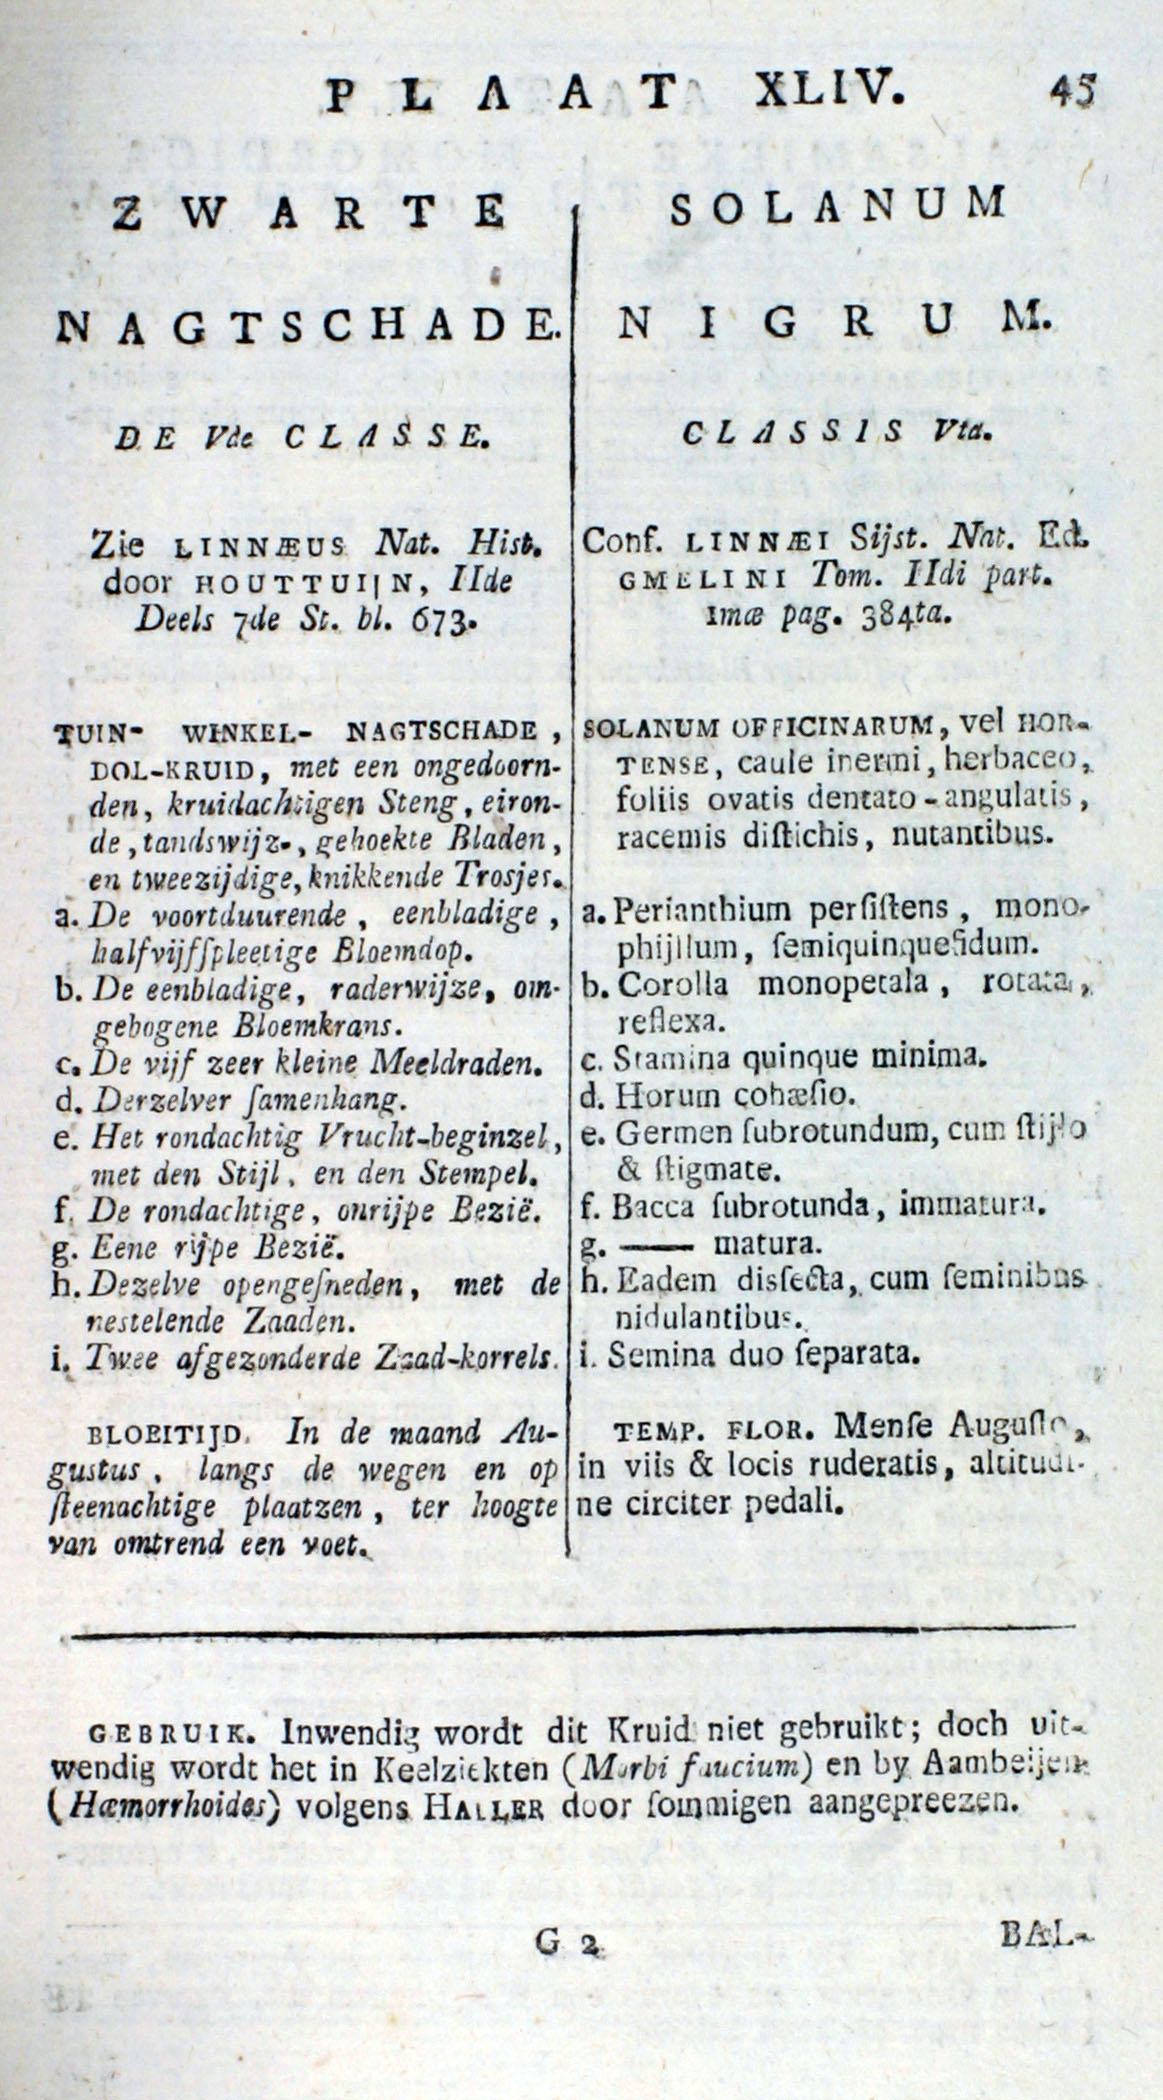 PLAAT XLIV. 45
ZWARTE
NAGTSCHADE.
DE Vde CLASSE.
Zie LINNÆUS Nat. Hist.
door HOUTTUIJN, IIde
Deels 7de St. bl. 673.
TUIN- WINKEL- NAGTSCHADE,
DOL-KRUID, met een ongedoorn-
den, kruidachtigen Steng, eiron-
de, tandswijz-, gehoekte Bladen,
en tweezijdige, knikkende Trosjes.
a. De voortduurende, eenbladige,
halfvijfſpleetige Bloemdop.
b. De eenbladige, raderwijze, om-
gebogene Bloemkrans.
c. De vijf zeer kleine Meeldraden.
d. Derzelver ſamenhang.
e. Het rondachtig Vrucht-beginzel,
met den Stijl, en den Stempel.
f. De rondachtige, onrijpe Bezië.
g. Eene rijpe Bezië.
h. Dezelve opengeſneden, met de
nestelende Zaaden.
i. Twee afgezonderde Zaad-korrels.
BLOEITIJD. In de maand Au-
gustus, langs de wegen en op
ſteenachtige plaatzen, ter hoogte
van omtrend een voet.
SOLANUM
NIGRUM.
CLASSIS Vta.
Conf. LINNÆI Sijst. Nat. Ed.
GMELINI Tom. IIdi part.
1mæ pag. 384ta.
SOLANUM OFFICINARUM, vel HOR-
TENSE, caule inermi, herbaceo,
foliis ovatis dentato-angulatis,
racemis diſtichis, nutantibus.
a. Perianthium perſiſtens, mono-
phijllum, ſemiquinquefidum.
b. Corolla monopetala, rotata,
reflexa.
c. Stamina quinque minima.
d. Horum cohæſio.
e. Germen ſubrotundum, cum ſtijlo
& ſtigmate.
f. Bacca ſubrotunda, immatura.
g. —— matura.
h. Eadem disſecta, cum ſeminibus
nidulantibus.
i. Semina duo ſeparata.
TEMP. FLOR. Menſe Auguſto,
in viis & locis ruderatis, altitudi-
ne circiter pedali.
GEBRUIK. Inwendig wordt dit Kruid niet gebruikt; doch uit-
wendig wordt het in Keelziekten (Morbi faucium) en by Aambeijen
(Hæmorrhoides) volgens HALLER door ſommigen aangepreezen.
G 2 BAL-